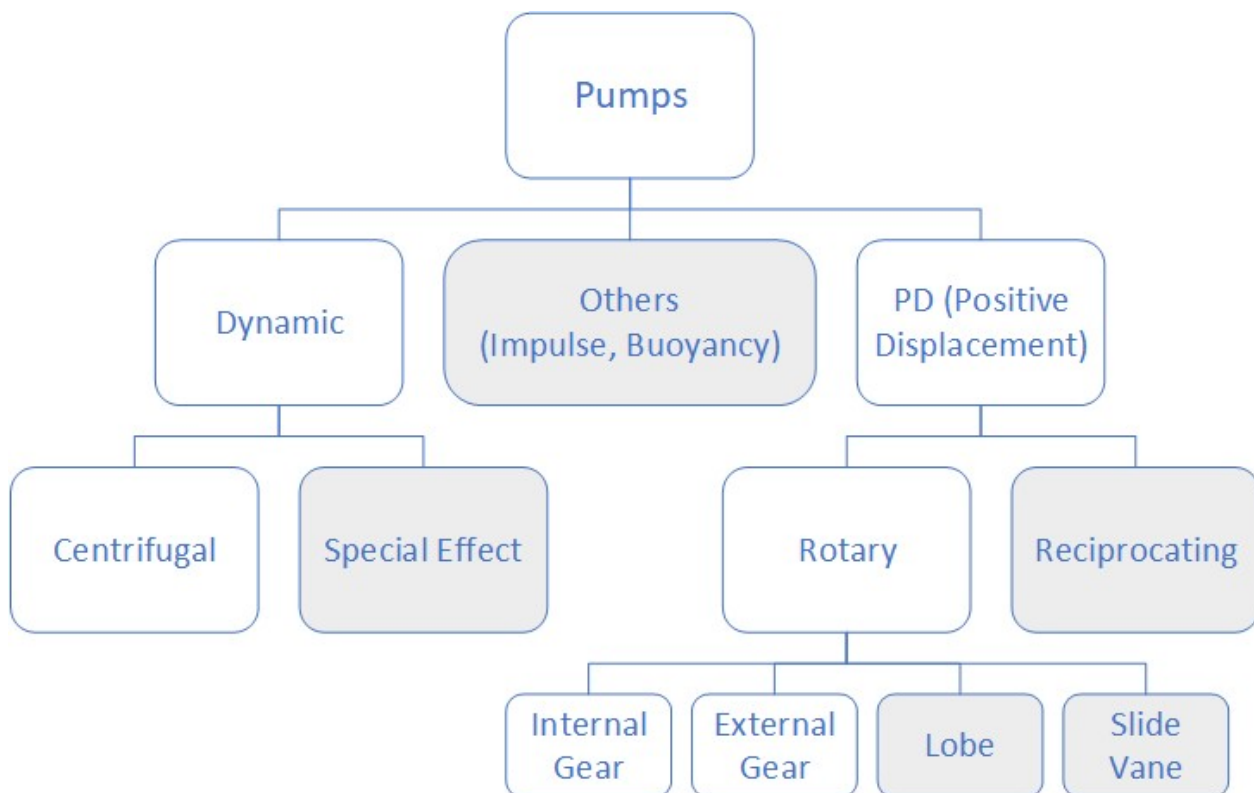 Pumps
Dynamic
Others
(Impulse, Buoyancy)
PD (Positive
Displacement)
Centrifugal
Special Effect
Rotary
Reciprocating
Internal
Gear
External
Gear
Lobe
Slide
Vane